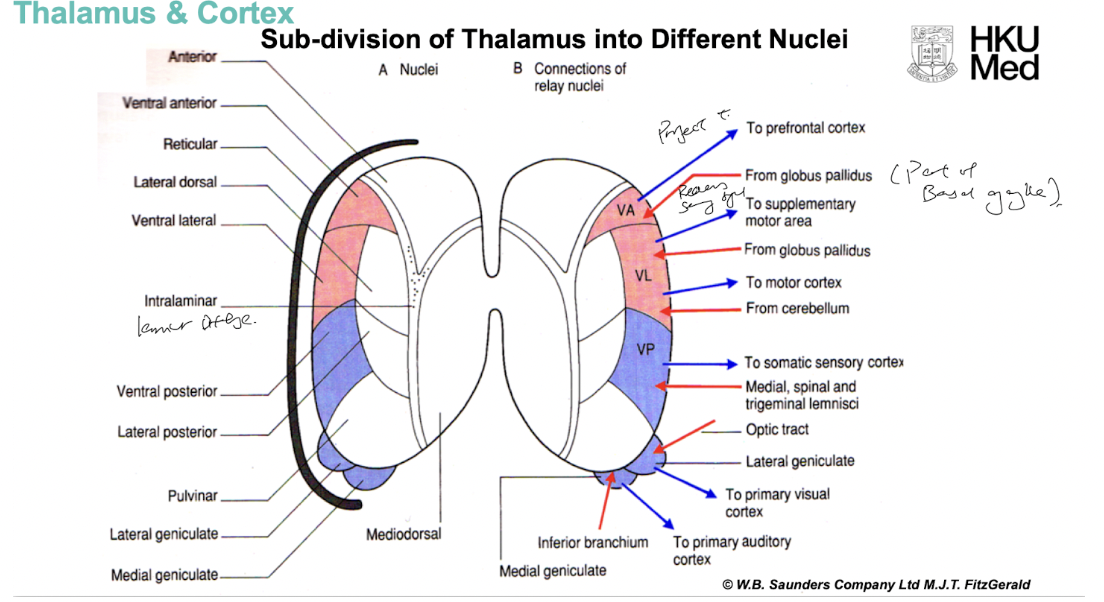 Thalamus & Cortex
Sub-division of Thalamus into Different Nuclei
HKU
Med
A Nuclei
B Connections of
relay nuclei
Anterior
Ventral anterior
Reticular
Lateral dorsal
Ventral lateral
Intralaminar
Ventral posterior
Lateral posterior
Pulvinar
Lateral geniculate
Medial geniculate
Mediodorsal
VA
VL
VP
Project
To prefrontal cortex
From globus pallidus
(Part of
Basal
To supplementary
motor area
From globus pallidus
To motor cortex
From cerebellum
To somatic sensory cortex
Medial, spinal and
trigeminal lemnisci
Optic tract
Lateral geniculate
To primary visual
cortex
Inferior branchium
To primary auditory
cortex
Medial geniculate
© W.B. Saunders Company Ltd M.J.T. FitzGerald